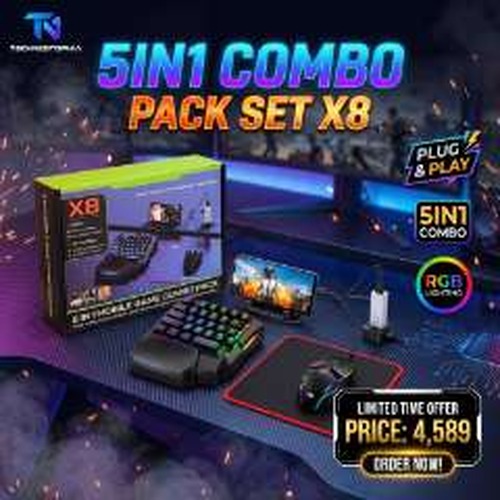 5IN1 COMBO
PACK SET X8
PLUG
& PLAY
5IN1
COMBO
RGB
LIGHTING
X8
LIMITED TIME OFFER
PRICE: 4,589
ORDER NOW!